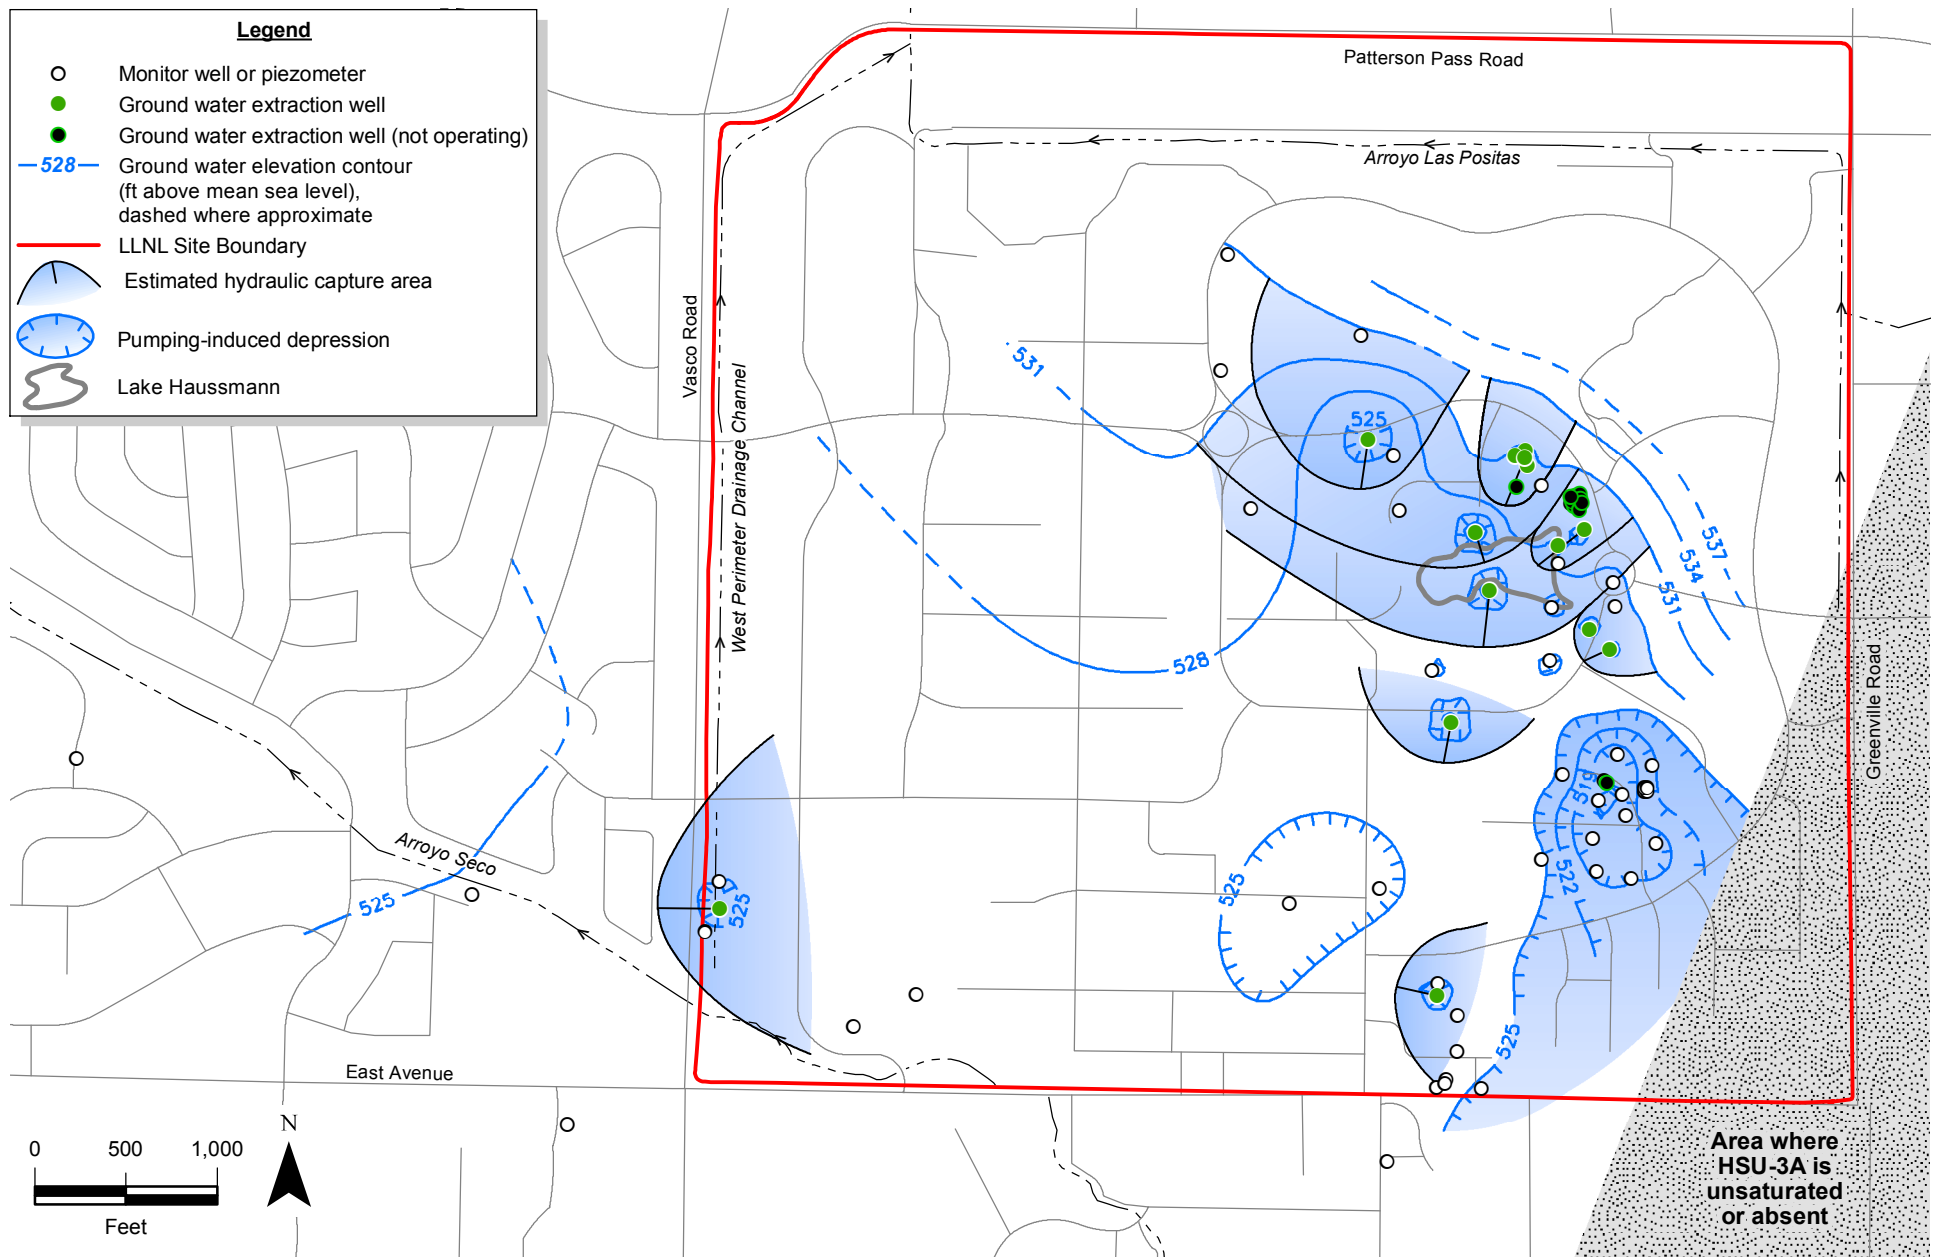 Legend
Monitor well or piezometer
Ground water extraction well
Ground water extraction well (not operating)
528
Ground water elevation contour
(ft above mean sea level),
dashed where approximate
LLNL Site Boundary
Estimated hydraulic capture area
Pumping-induced depression
Lake Haussmann
Patterson Pass Road
Arroyo Las Positas
Vasco Road
West Perimeter Drainage Channel
531
525
537
534
531
528
Greenville Road
519
522
Arroyo Seco
525
525
525
525
East Avenue
N
0 500 1,000
Feet
Area where
HSU-3A is
unsaturated
or absent